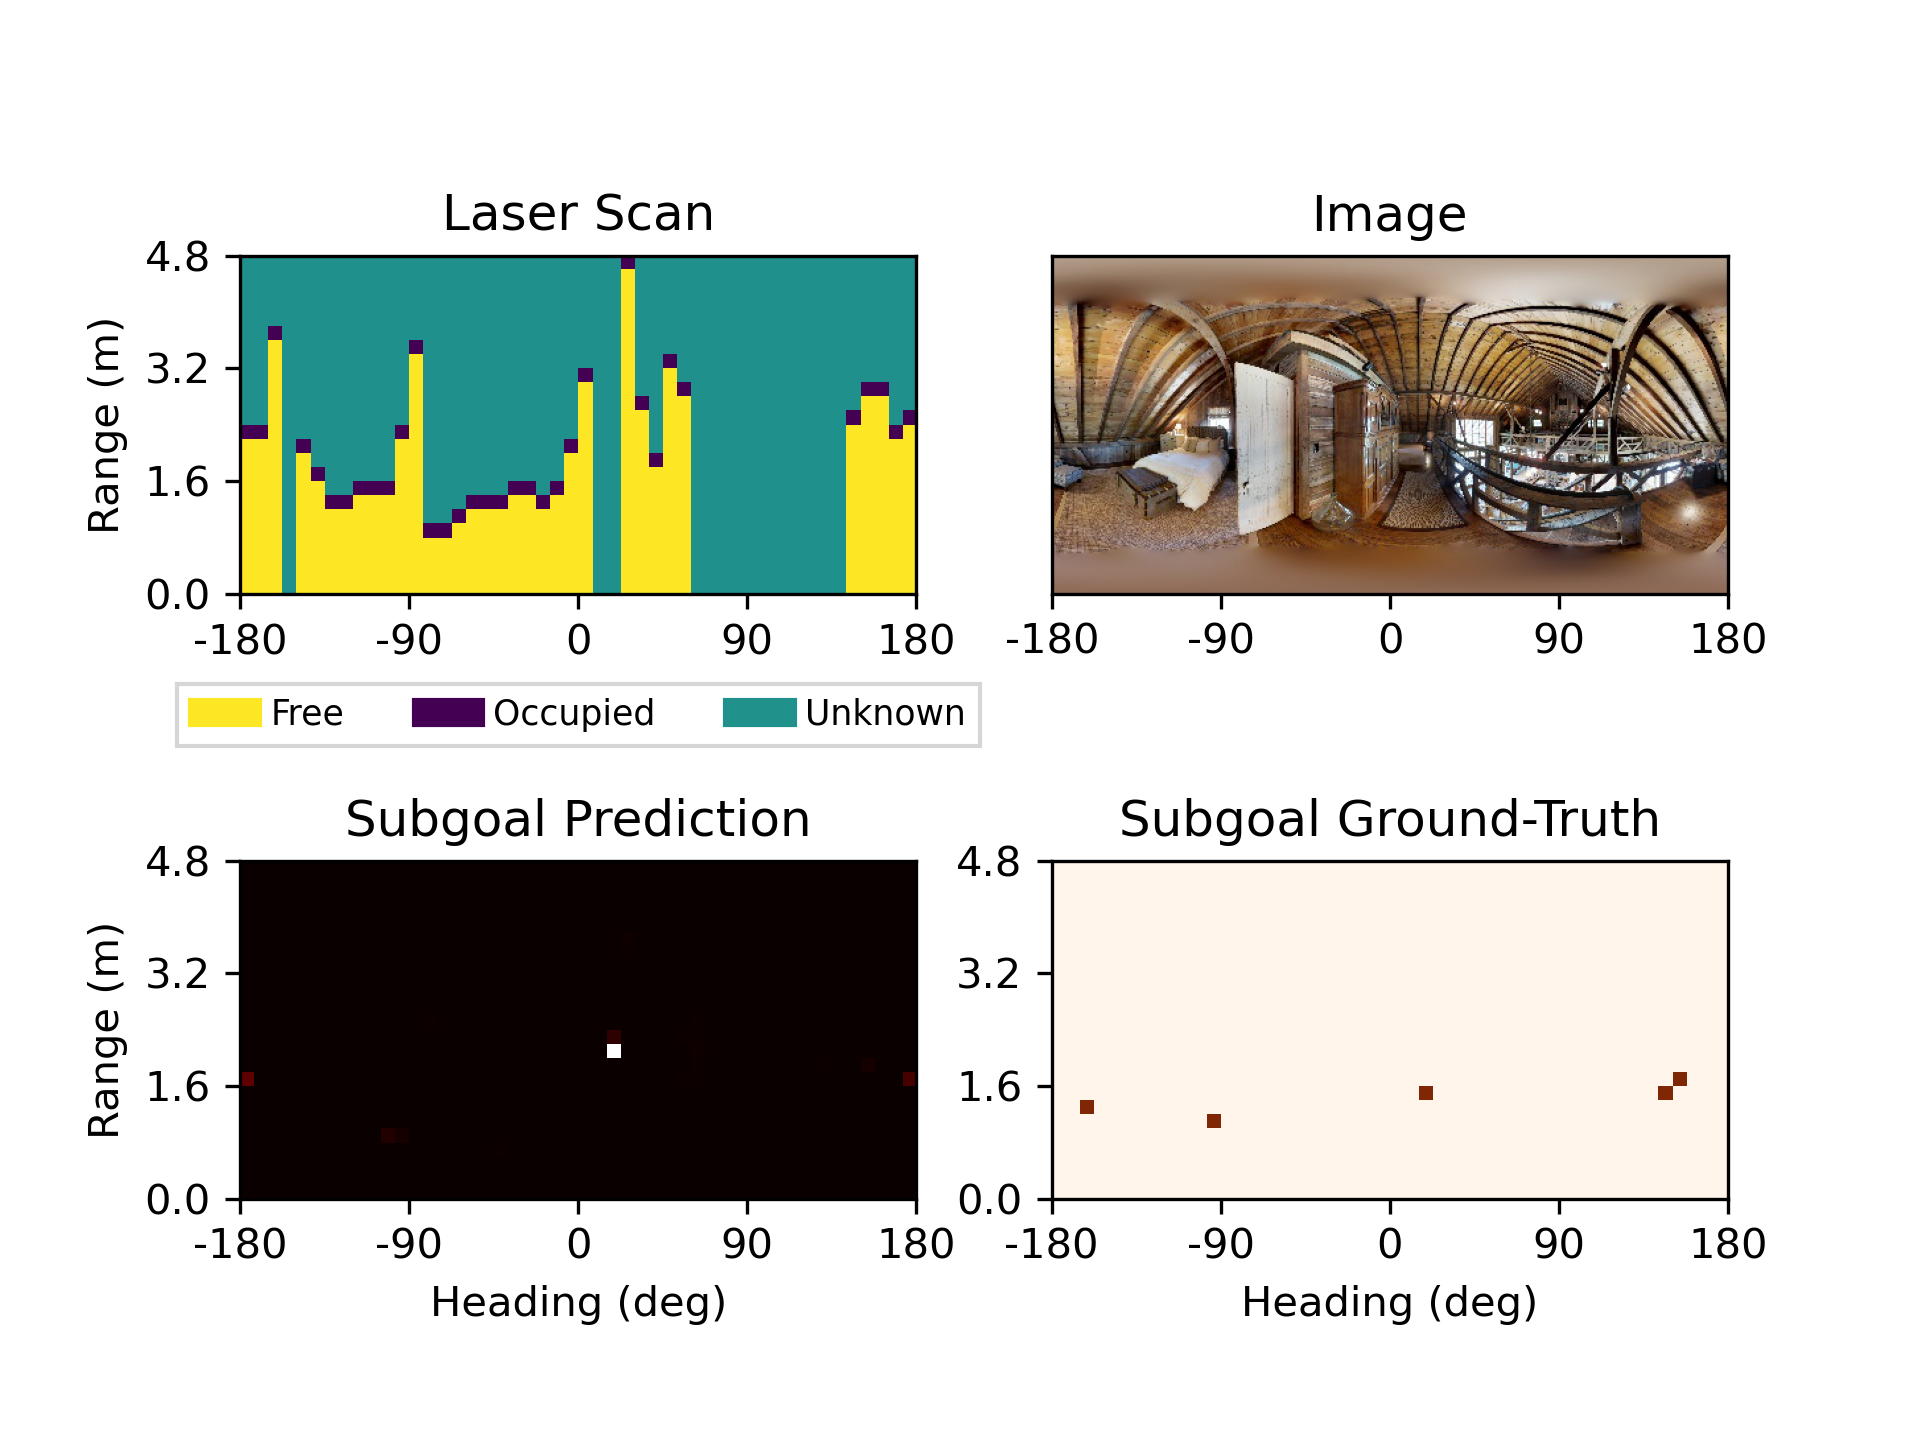 Laser Scan
Image
Range (m)
4.8
3.2
1.6
0.0
-180 -90 0 90 180
-180 -90 0 90 180
Free Occupied Unknown
Subgoal Prediction
Subgoal Ground-Truth
Range (m)
4.8
3.2
1.6
0.0
4.8
3.2
1.6
0.0
-180 -90 0 90 180
-180 -90 0 90 180
Heading (deg)
Heading (deg)